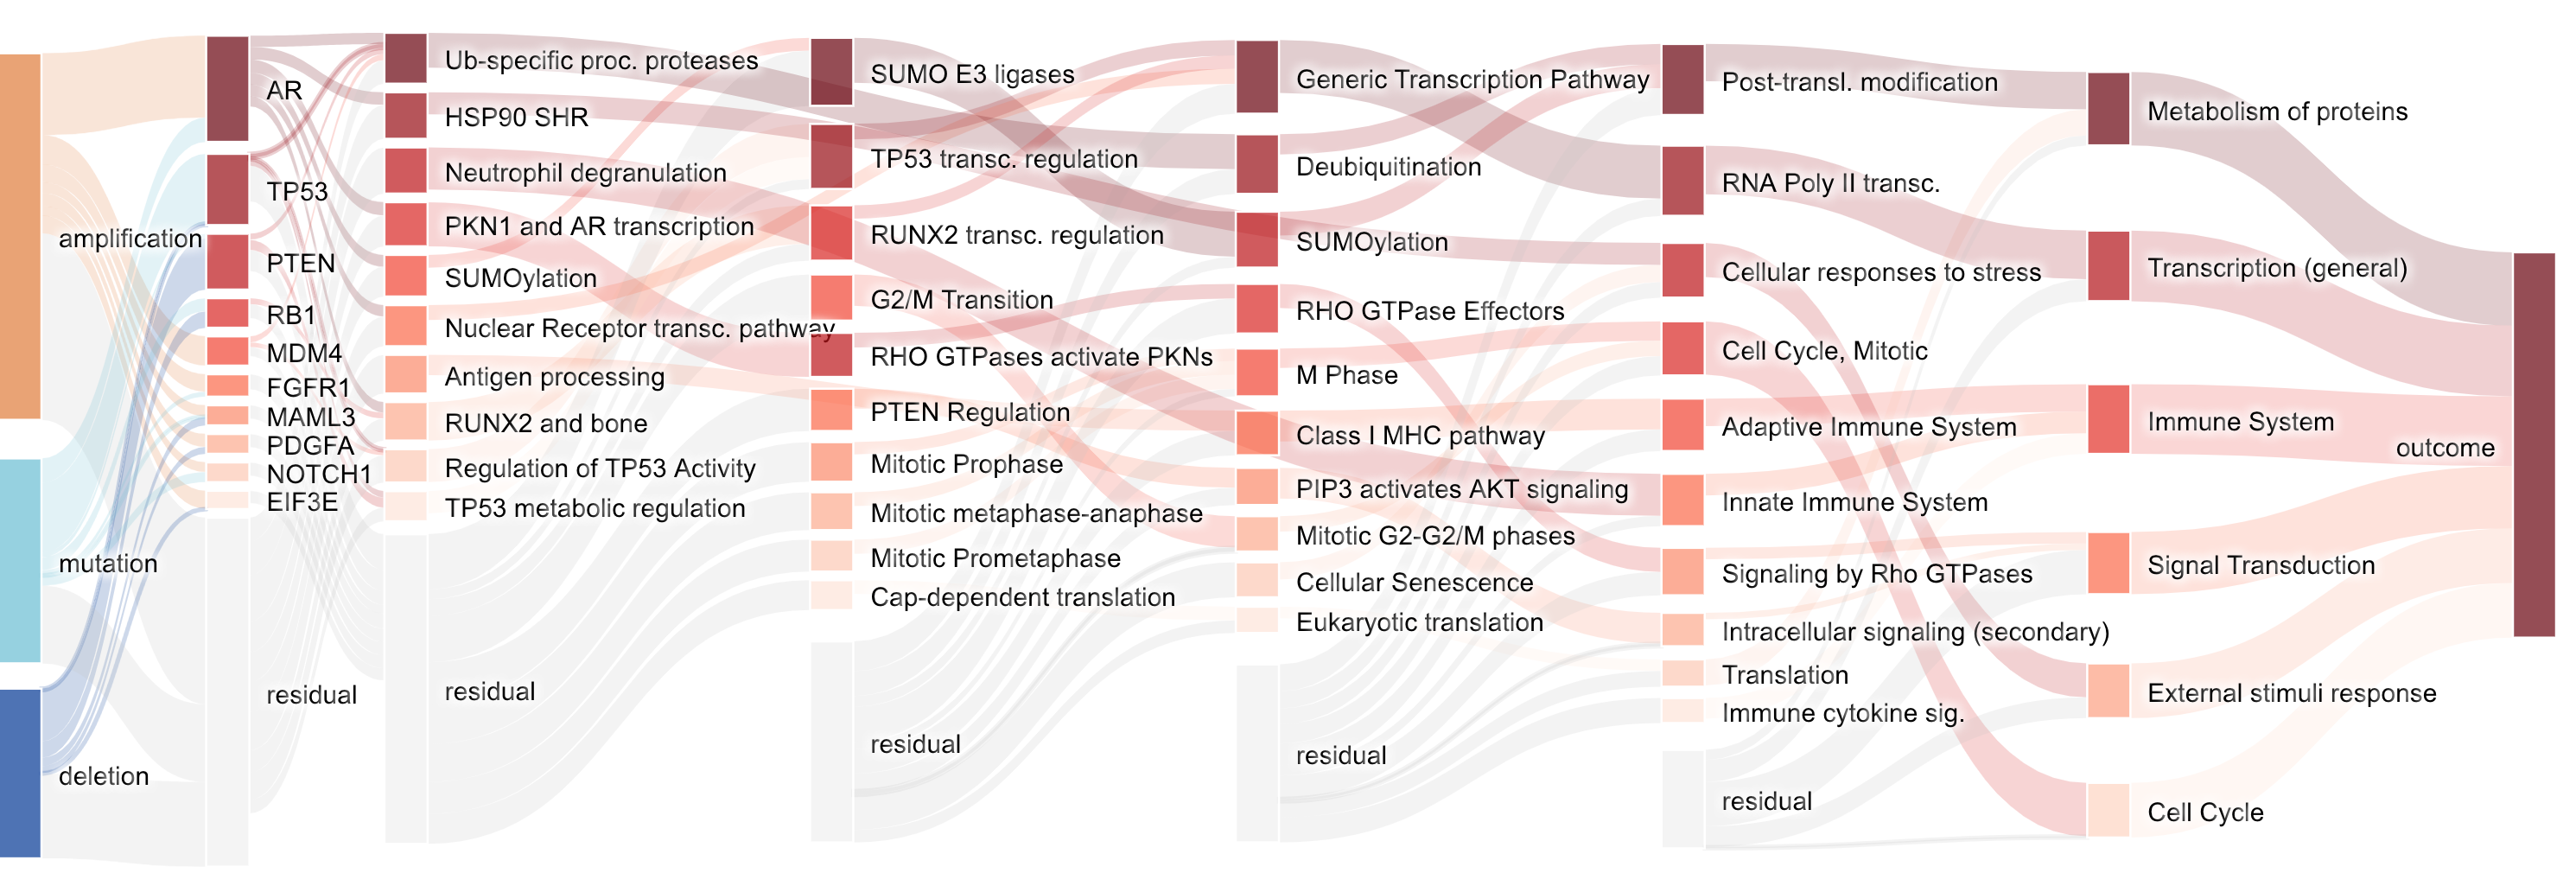 amplification
mutation
deletion
AR
TP53
PTEN
RB1
MDM4
FGFR1
MAML3
PDGFA
NOTCH1
EIF3E
residual
Ub-specific proc. proteases
HSP90 SHR
Neutrophil degranulation
PKN1 and AR transcription
SUMOylation
Nuclear Receptor transc. pathway
Antigen processing
RUNX2 and bone
Regulation of TP53 Activity
TP53 metabolic regulation
residual
SUMO E3 ligases
TP53 transc. regulation
RUNX2 transc. regulation
G2/M Transition
RHO GTPases activate PKNs
PTEN Regulation
Mitotic Prophase
Mitotic metaphase-anaphase
Mitotic Prometaphase
Cap-dependent translation
residual
Generic Transcription Pathway
Deubiquitination
SUMOylation
RHO GTPase Effectors
M Phase
Class I MHC pathway
PIP3 activates AKT signaling
Mitotic G2-G2/M phases
Cellular Senescence
Eukaryotic translation
residual
Post-transl. modification
RNA Poly II transc.
Cellular responses to stress
Cell Cycle, Mitotic
Adaptive Immune System
Innate Immune System
Signaling by Rho GTPases
Intracellular signaling (secondary)
Translation
Immune cytokine sig.
residual
Metabolism of proteins
Transcription (general)
Immune System
Signal Transduction
External stimuli response
Cell Cycle
outcome